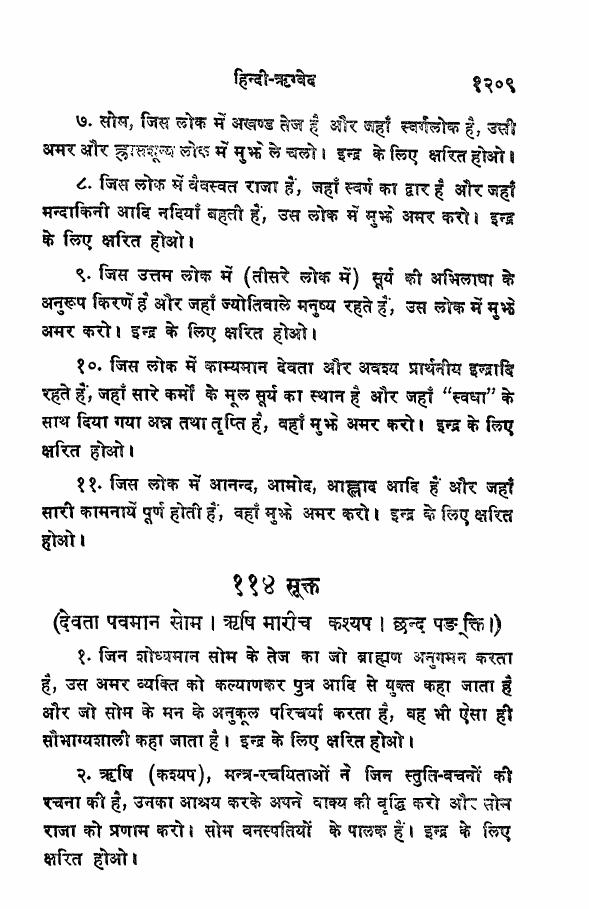 हिन्दी-ऋग्वेद १२०९
७. सोम, जिस लोक में अखण्ड तेज है और जहाँ स्वर्गलोक है, उसी
अमर और ह्रासशून्य लोक में मुझे ले चलो। इन्द्र के लिए क्षरित होओ।
८. जिस लोक में वैवस्वत राजा हैं, जहाँ स्वर्ग का द्वार है और जहाँ
मन्दाकिनी आदि नदियाँ बहती हैं, उस लोक में मुझे अमर करो। इन्द्र
के लिए क्षरित होओ।
९. जिस उत्तम लोक में (तीसरे लोक में) सूर्य की अभिलाषा के
अनुरूप किरणें हैं और जहाँ ज्योतिवाले मनुष्य रहते हैं, उस लोक में मुझे
अमर करो। इन्द्र के लिए क्षरित होओ।
१०. जिस लोक में काम्यमान देवता और अवश्य प्रार्थनीय इन्द्रादि
रहते हैं, जहाँ सारे कर्मों के मूल सूर्य का स्थान है और जहाँ “स्वधा” के
साथ दिया गया अन्न तथा तृप्ति है, वहाँ मुझे अमर करो। इन्द्र के लिए
क्षरित होओ।
११. जिस लोक में आनन्द, आमोद, आह्लाद आदि हैं और जहाँ
सारी कामनायें पूर्ण होती हैं, वहाँ मुझे अमर करो। इन्द्र के लिए क्षरित
होओ।
११४ सूक्त
(देवता पवमान सोम। ऋषि मारीच कश्यप। छन्द पङ्क्ति।)
१. जिन शोध्यमान सोम के तेज का जो ब्राह्मण अनुगमन करता
है, उस अमर व्यक्ति को कल्याणकर पुत्र आदि से युक्त कहा जाता है
और जो सोम के मन के अनुकूल परिचर्या करता है, वह भी ऐसा ही
सौभाग्यशाली कहा जाता है। इन्द्र के लिए क्षरित होओ।
२. ऋषि (कश्यप), मन्त्र-रचयिताओं ने जिन स्तुति-वचनों की
रचना की है, उनका आश्रय करके अपने वाक्य की वृद्धि करो और सोम
राजा को प्रणाम करो। सोम वनस्पतियों के पालक हैं। इन्द्र के लिए
क्षरित होओ।